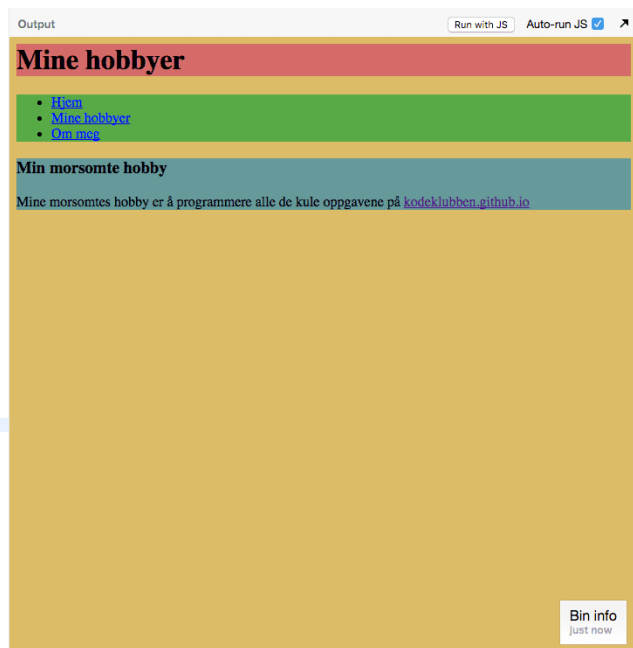 Output Run with JS Auto-run JS
Mine hobbyer
Hjem
Mine hobbyer
Om meg
Min morsomte hobby
Mine morsomtes hobby er å programmere alle de kule oppgavene på kodeklubben.github.io
Bin info
just now